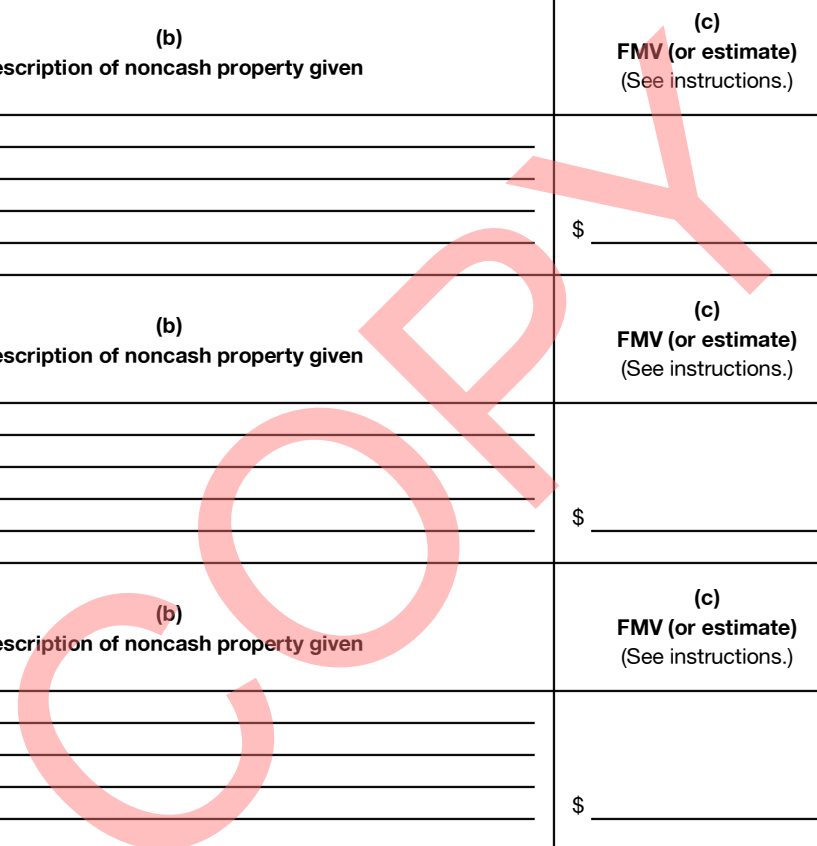 (b)
escription of noncash property given
(c)
FMV (or estimate)
(See instructions.)
$
(b)
escription of noncash property given
(c)
FMV (or estimate)
(See instructions.)
$
(b)
escription of noncash property given
(c)
FMV (or estimate)
(See instructions.)
$
COPY